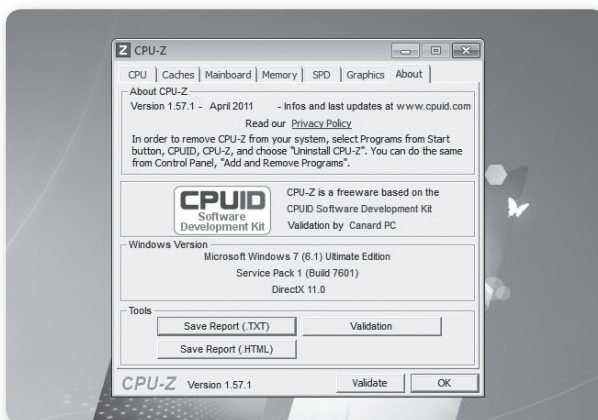 Z CPU-Z
CPU Caches Mainboard Memory SPD Graphics About
About CPU-Z
Version 1.57.1 - April 2011 - Infos and last updates at www.cpuid.com
Read our Privacy Policy
In order to remove CPU-Z from your system, select Programs from Start
button, CPUID, CPU-Z, and choose "Uninstall CPU-Z". You can do the same
from Control Panel, "Add and Remove Programs".
CPUID
Software
Development Kit
CPU-Z is a freeware based on the
CPUID Software Development Kit
Validation by Canard PC
Windows Version
Microsoft Windows 7 (6.1) Ultimate Edition
Service Pack 1 (Build 7601)
DirectX 11.0
Tools
Save Report (.TXT) Validation
Save Report (.HTML)
CPU-Z Version 1.57.1 Validate OK